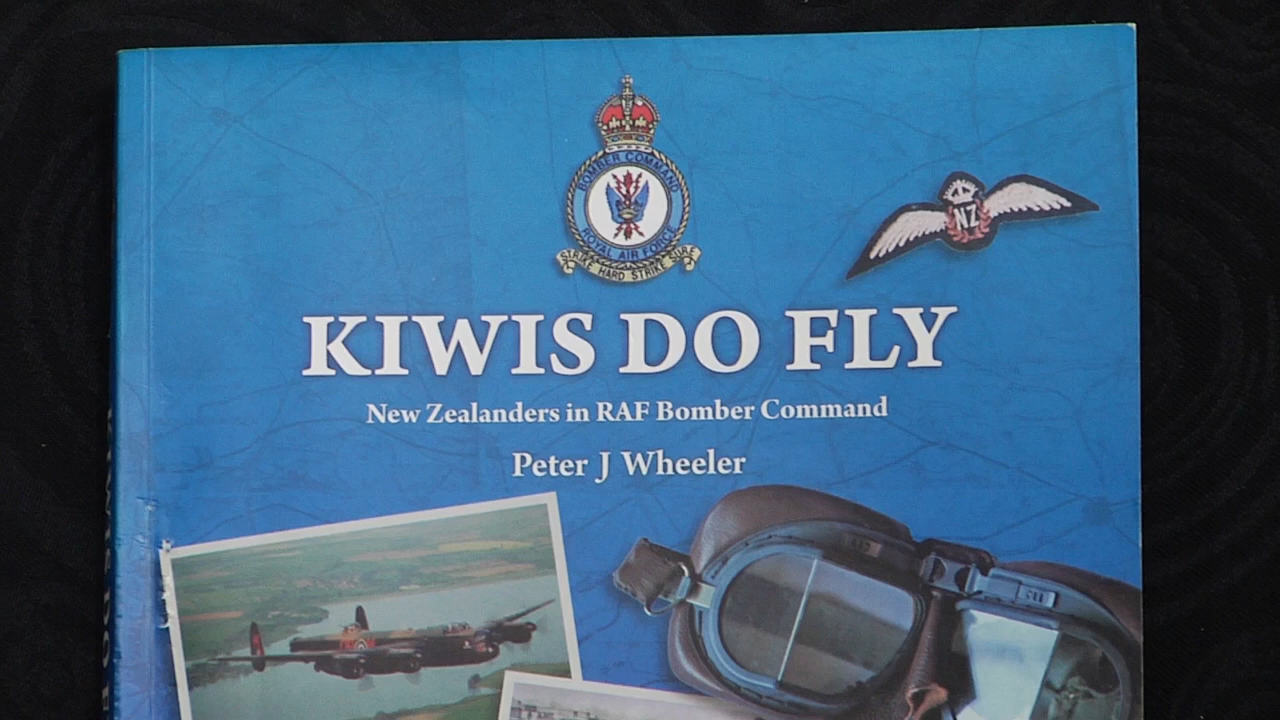 BOMBER COMMAND
ROYAL AIR FORCE
STRIKE HARD STRIKE SURE
NZ
KIWIS DO FLY
New Zealanders in RAF Bomber Command
Peter J Wheeler